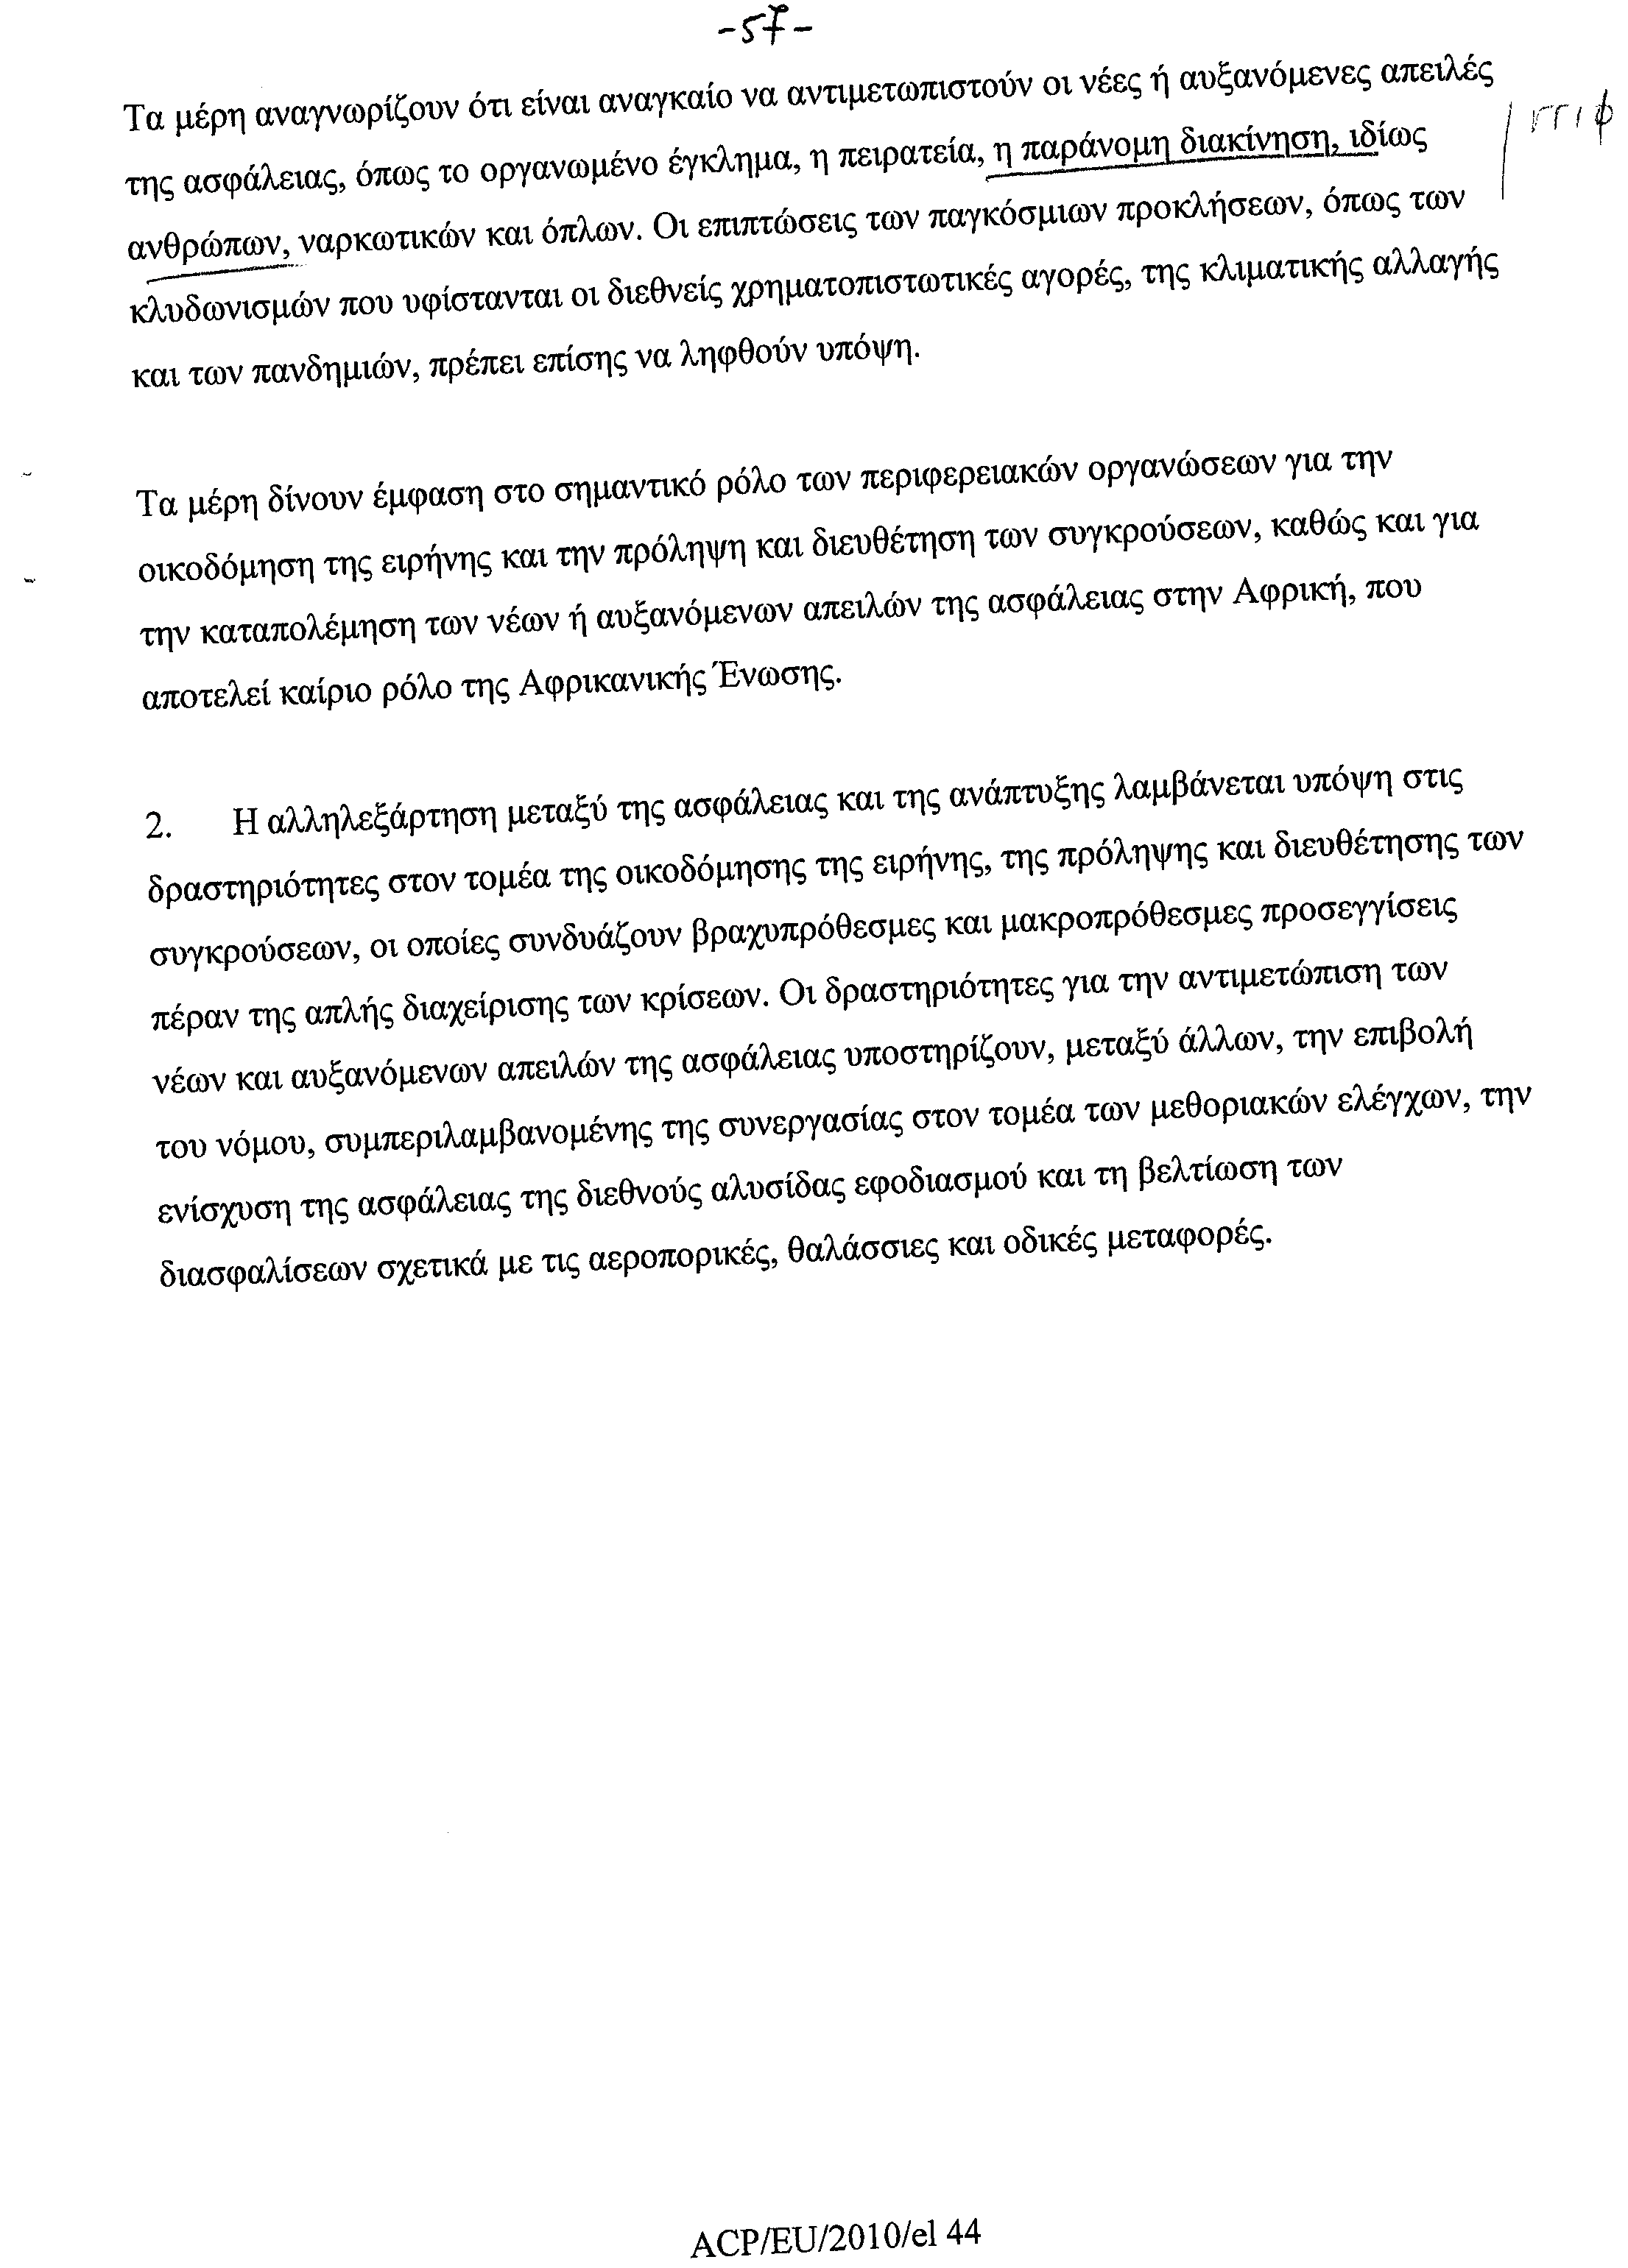 -57-
Τα μέρη αναγνωρίζουν ότι είναι αναγκαίο να αντιμετωπιστούν οι νέες ή αυξανόμενες απειλές
της ασφάλειας, όπως το οργανωμένο έγκλημα, η πειρατεία, η παράνομη διακίνηση, ιδίως
ανθρώπων, ναρκωτικών και όπλων. Οι επιπτώσεις των παγκόσμιων προκλήσεων, όπως των
κλυδωνισμών που υφίστανται οι διεθνείς χρηματοπιστωτικές αγορές, της κλιματικής αλλαγής
και των πανδημιών, πρέπει επίσης να ληφθούν υπόψη.
Τα μέρη δίνουν έμφαση στο σημαντικό ρόλο των περιφερειακών οργανώσεων για την
οικοδόμηση της ειρήνης και την πρόληψη και διευθέτηση των συγκρούσεων, καθώς και για
την καταπολέμηση των νέων ή αυξανόμενων απειλών της ασφάλειας στην Αφρική, που
αποτελεί καίριο ρόλο της Αφρικανικής Ένωσης.
2. Η αλληλεξάρτηση μεταξύ της ασφάλειας και της ανάπτυξης λαμβάνεται υπόψη στις
δραστηριότητες στον τομέα της οικοδόμησης της ειρήνης, της πρόληψης και διευθέτησης των
συγκρούσεων, οι οποίες συνδυάζουν βραχυπρόθεσμες και μακροπρόθεσμες προσεγγίσεις
πέραν της απλής διαχείρισης των κρίσεων. Οι δραστηριότητες για την αντιμετώπιση των
νέων και αυξανόμενων απειλών της ασφάλειας υποστηρίζουν, μεταξύ άλλων, την επιβολή
του νόμου, συμπεριλαμβανομένης της συνεργασίας στον τομέα των μεθοριακών ελέγχων, την
ενίσχυση της ασφάλειας της διεθνούς αλυσίδας εφοδιασμού και τη βελτίωση των
διασφαλίσεων σχετικά με τις αεροπορικές, θαλάσσιες και οδικές μεταφορές.
ACP/EU/2010/el 44